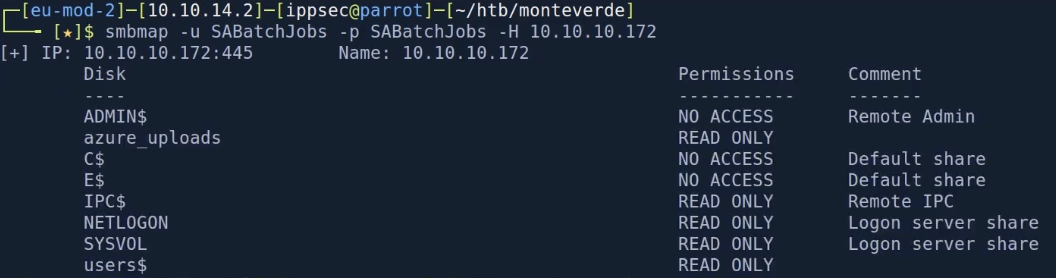 ┌─[eu-mod-2]─[10.10.14.2]─[ippsec@parrot]─[~/htb/monteverde]
└──╼ [★]$ smbmap -u SABatchJobs -p SABatchJobs -H 10.10.10.172
[+] IP: 10.10.10.172:445 Name: 10.10.10.172
Disk Permissions Comment
---- ----------- -------
ADMIN$ NO ACCESS Remote Admin
azure_uploads READ ONLY
C$ NO ACCESS Default share
E$ NO ACCESS Default share
IPC$ READ ONLY Remote IPC
NETLOGON READ ONLY Logon server share
SYSVOL READ ONLY Logon server share
users$ READ ONLY